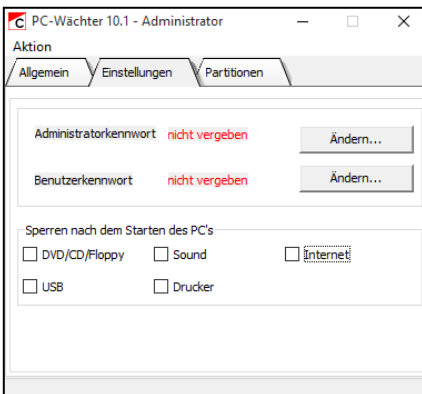 PC-Wächter 10.1 - Administrator
Aktion
Allgemein Einstellungen Partitionen
Administratorkennwort nicht vergeben Ändern...
Benutzerkennwort nicht vergeben Ändern...
Sperren nach dem Starten des PC's
DVD/CD/Floppy Sound Internet
USB Drucker